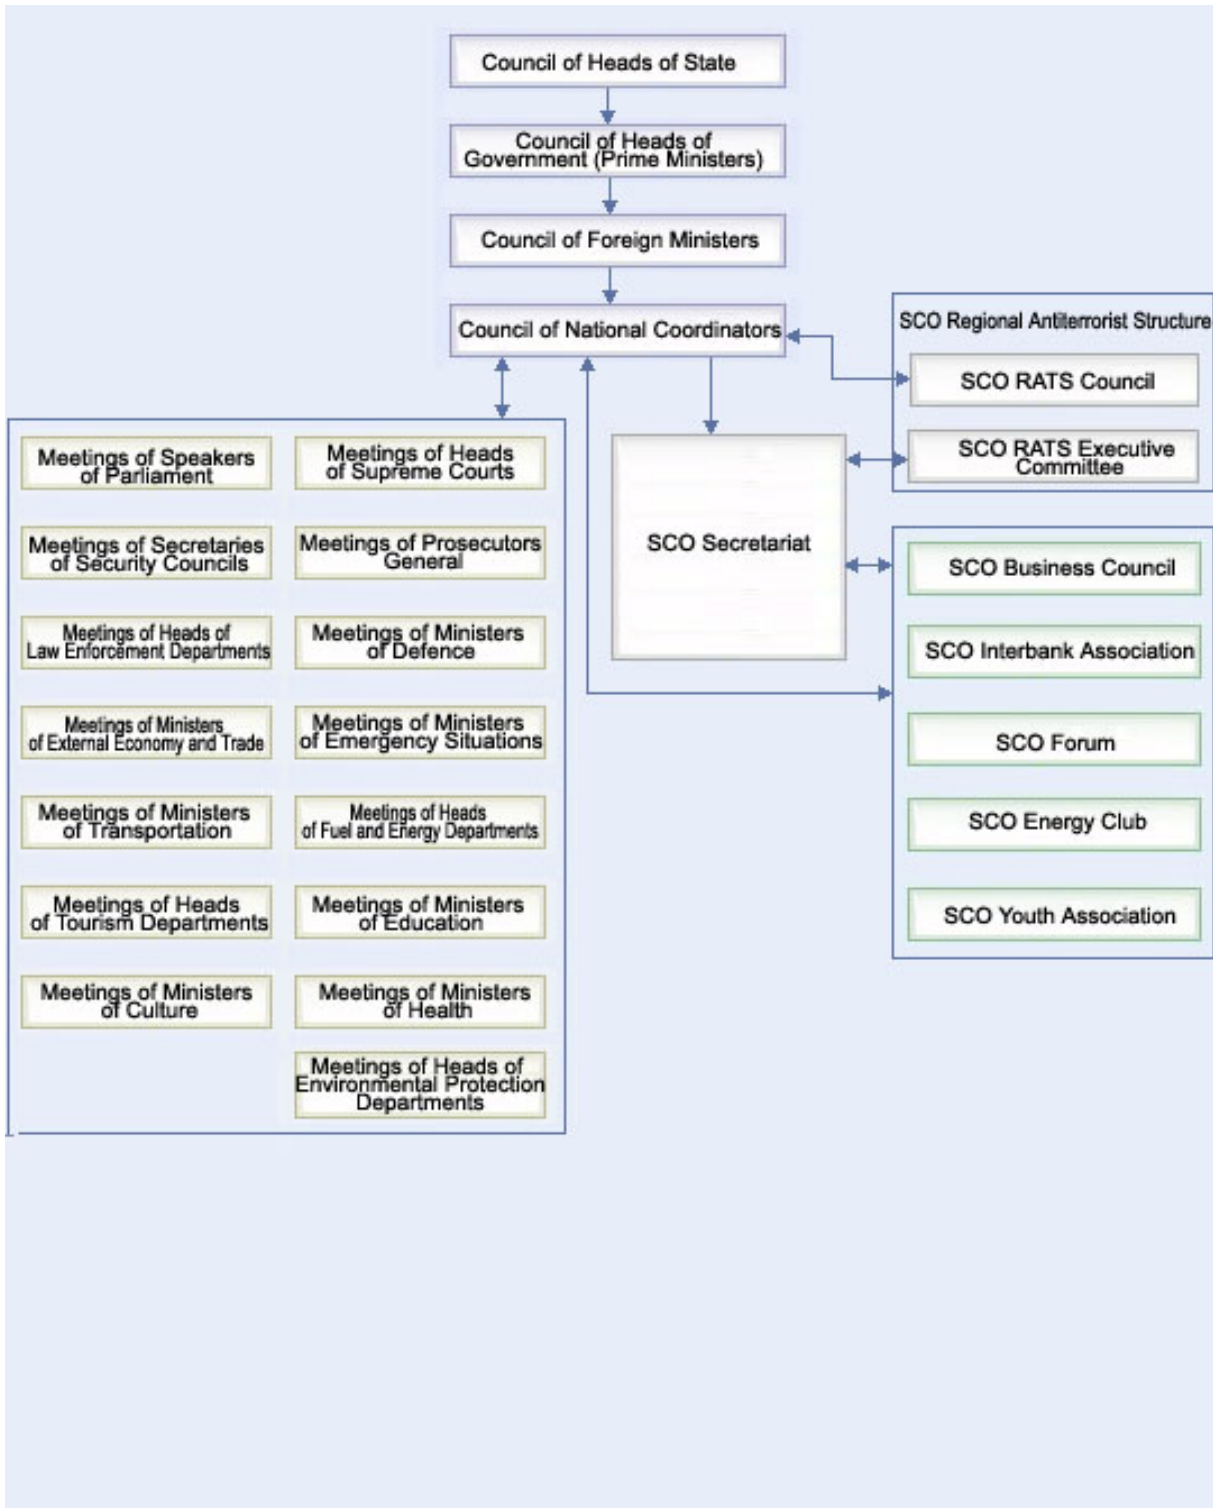 Council of Heads of State
Council of Heads of
Government (Prime Ministers)
Council of Foreign Ministers
Council of National Coordinators
SCO Regional Antiterrorist Structure
SCO RATS Council
SCO RATS Executive
Committee
Meetings of Speakers
of Parliament
Meetings of Heads
of Supreme Courts
Meetings of Secretaries
of Security Councils
Meetings of Prosecutors
General
Meetings of Heads of
Law Enforcement Departments
Meetings of Ministers
of Defence
Meetings of Ministers
of External Economy and Trade
Meetings of Ministers
of Emergency Situations
Meetings of Ministers
of Transportation
Meetings of Heads
of Fuel and Energy Departments
Meetings of Heads
of Tourism Departments
Meetings of Ministers
of Education
Meetings of Ministers
of Culture
Meetings of Ministers
of Health
Meetings of Heads of
Environmental Protection
Departments
SCO Secretariat
SCO Business Council
SCO Interbank Association
SCO Forum
SCO Energy Club
SCO Youth Association